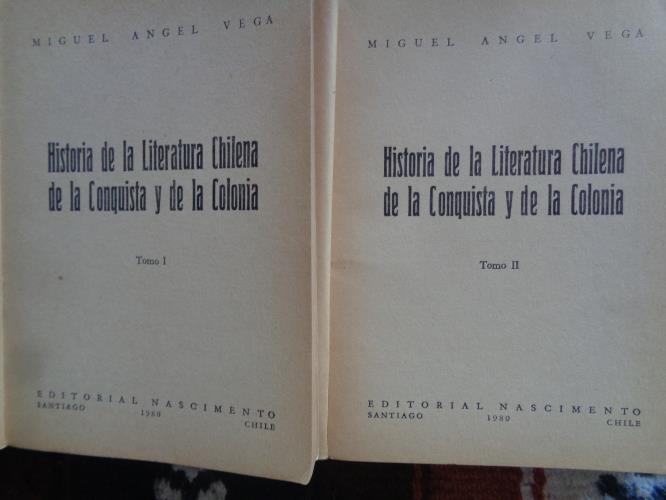 MIGUEL ANGEL VEGA
Historia de la Literatura Chilena
de la Conquista y de la Colonia
Tomo I
EDITORIAL NASCIMENTO
SANTIAGO 1980 CHILE
MIGUEL ANGEL VEGA
Historia de la Literatura Chilena
de la Conquista y de la Colonia
Tomo II
EDITORIAL NASCIMENTO
SANTIAGO 1980 CHILE